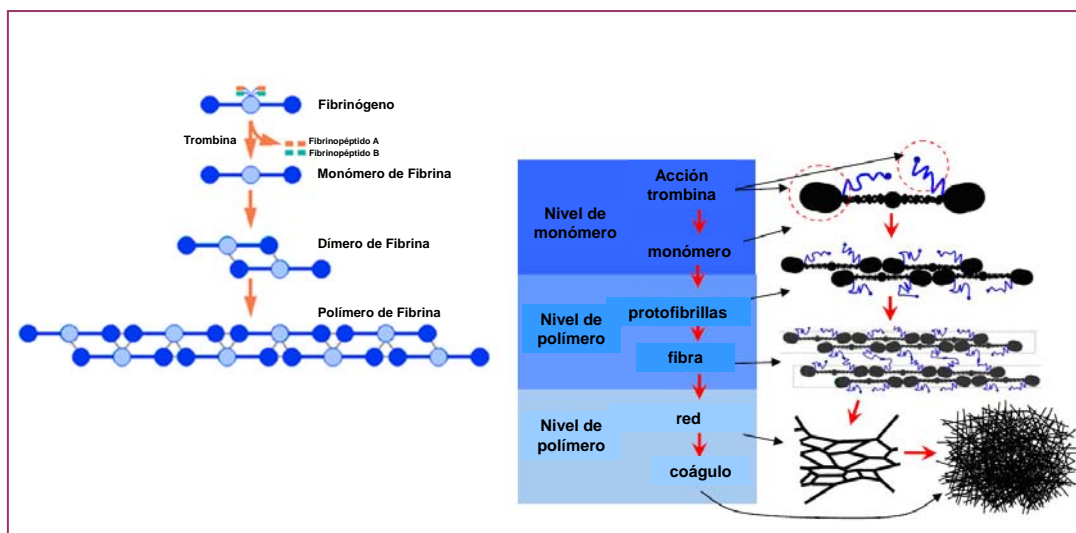 Fibrinógeno
Trombina
Fibrinopéptido A
Fibrinopéptido B
Monómero de Fibrina
Dímero de Fibrina
Polímero de Fibrina
Nivel de
monómero
Acción
trombina
monómero
Nivel de
polímero
protofibrillas
fibra
Nivel de
polímero
red
coágulo